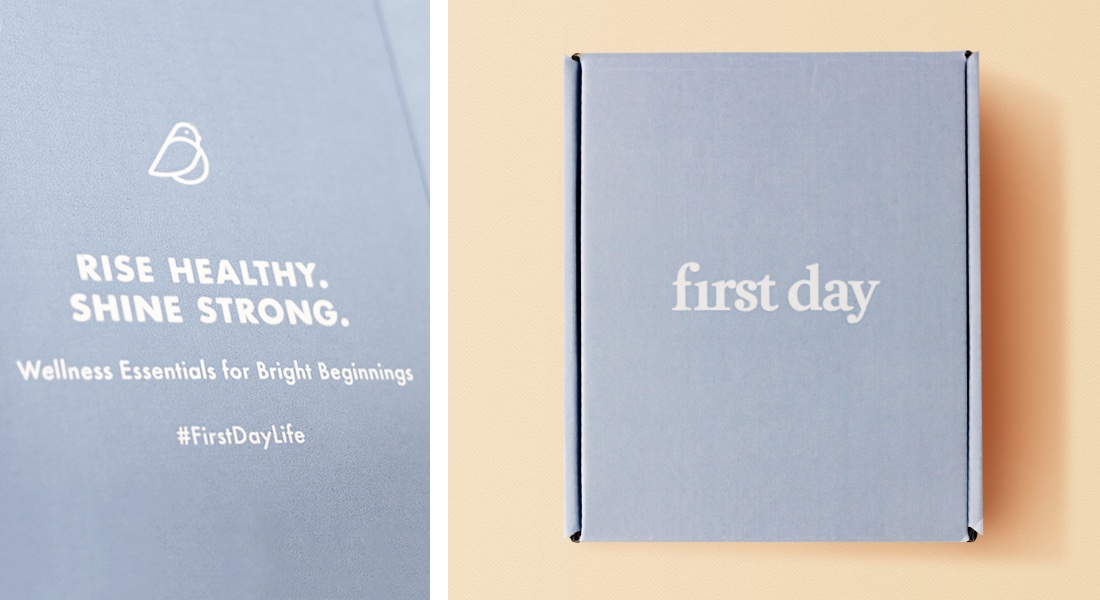 RISE HEALTHY.
SHINE STRONG.
Wellness Essentials for Bright Beginnings
#FirstDayLife
first day